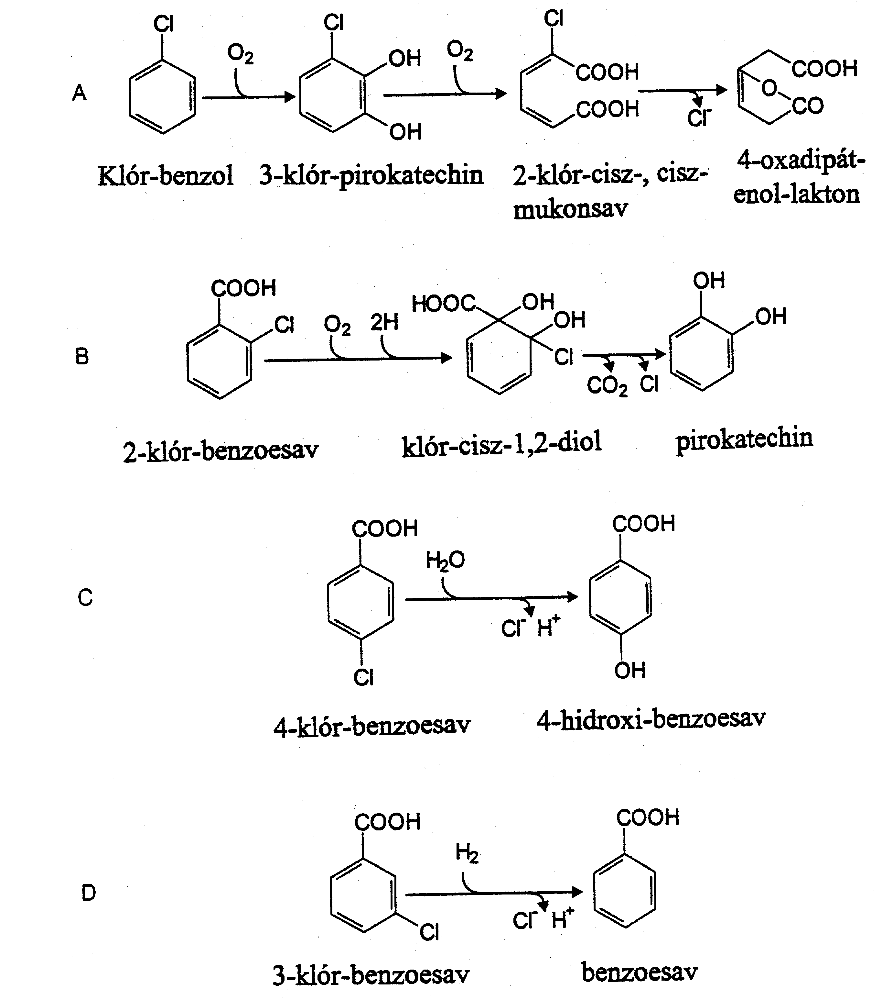 Cl
Cl
Cl
O₂
OH
O₂
COOH
COOH
A
O
COOH
OH
Cl⁻
CO
Klór-benzol
3-klór-pirokatechin
2-klór-cisz-, cisz-
mukonsav
4-oxadipát-
enol-lakton
COOH
HOOC
OH
OH
OH
OH
Cl
O₂
2H
B
Cl
CO₂
Cl
2-klór-benzoesav
klór-cisz-1,2-diol
pirokatechin
COOH
COOH
H₂O
C
Cl⁻ H⁺
Cl
OH
4-klór-benzoesav
4-hidroxi-benzoesav
COOH
COOH
H₂
D
Cl⁻ H⁺
Cl
3-klór-benzoesav
benzoesav